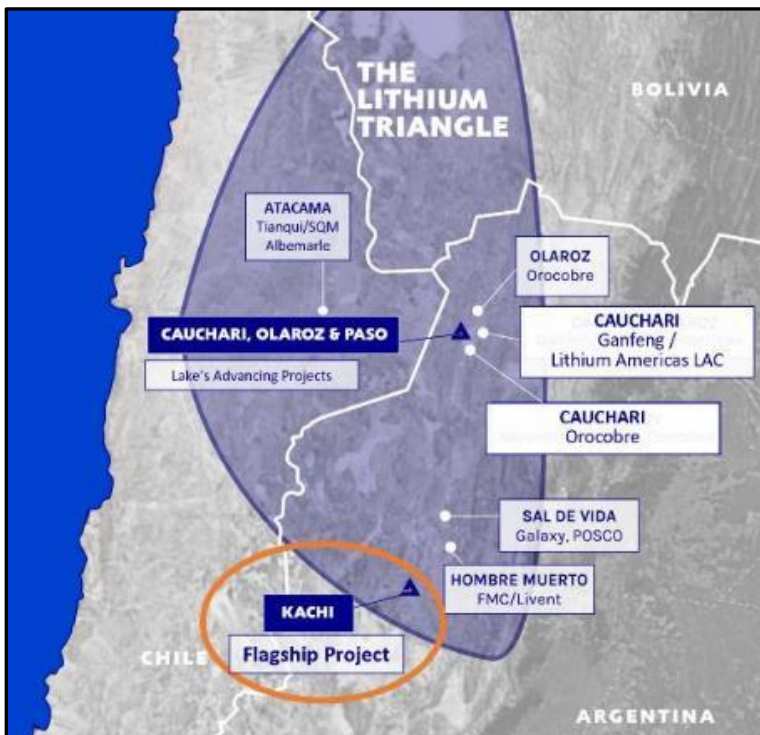 THE
LITHIUM
TRIANGLE
BOLIVIA
ATACAMA
Tianqui/SQM
Albemarle
OLAROZ
Orocobre
CAUCHARI, OLAROZ & PASO
Lake's Advancing Projects
CAUCHARI
Ganfeng /
Lithium Americas LAC
CAUCHARI
Orocobre
SAL DE VIDA
Galaxy, POSCO
HOMBRE MUERTO
FMC/Livent
KACHI
Flagship Project
CHILE
ARGENTINA